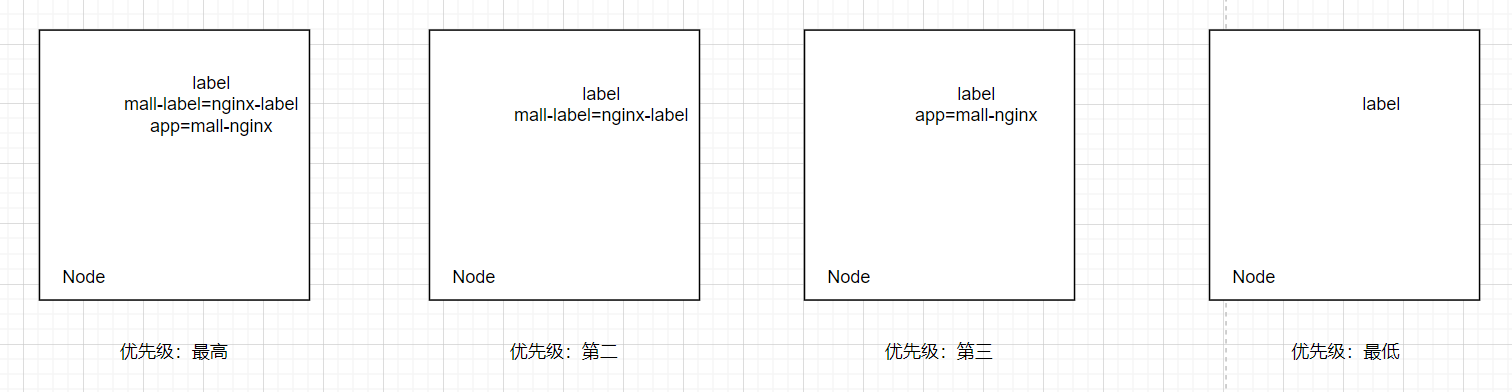 label
mall-label=nginx-label
app=mall-nginx
Node
优先级：最高
label
mall-label=nginx-label
Node
优先级：第二
label
app=mall-nginx
Node
优先级：第三
label
Node
优先级：最低